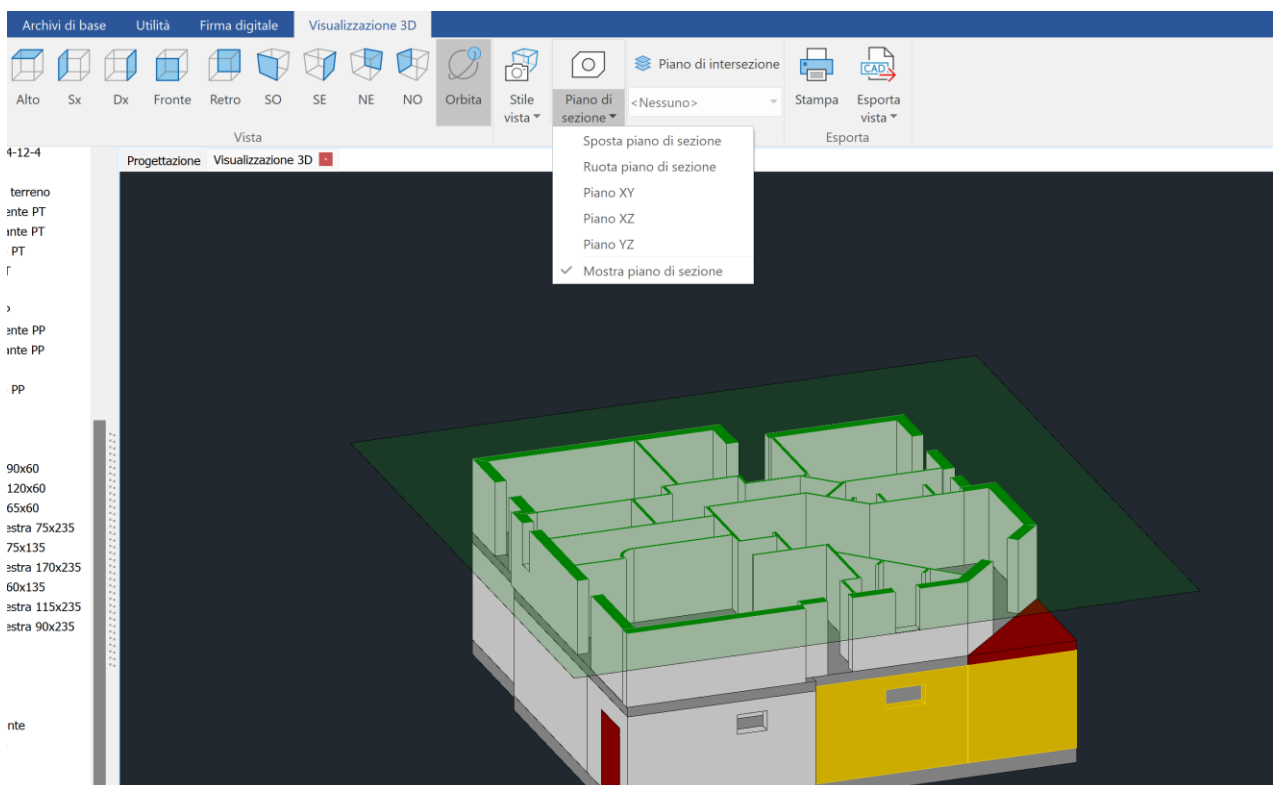 Archivi di base Utilità Firma digitale Visualizzazione 3D
Alto Sx Dx Fronte Retro SO SE NE NO Orbita
Stile vista
Piano di sezione
Piano di intersezione
<Nessuno>
Stampa
CAD
Esporta vista
Vista
Esporta
Sposta piano di sezione
Ruota piano di sezione
Piano XY
Piano XZ
Piano YZ
Mostra piano di sezione
Progettazione Visualizzazione 3D
4-12-4
terreno
ente PT
ante PT
PT
ente PP
ante PP
PP
90x60
120x60
65x60
estra 75x235
75x135
estra 170x235
60x135
estra 115x235
estra 90x235
nte